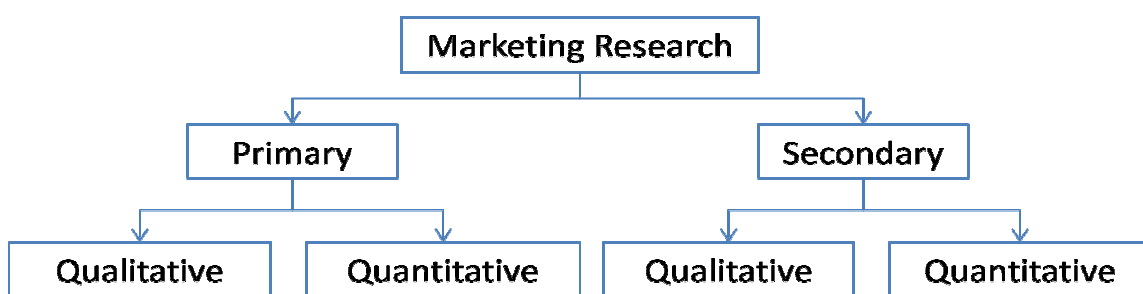 Marketing Research
Primary
Secondary
Qualitative
Quantitative
Qualitative
Quantitative